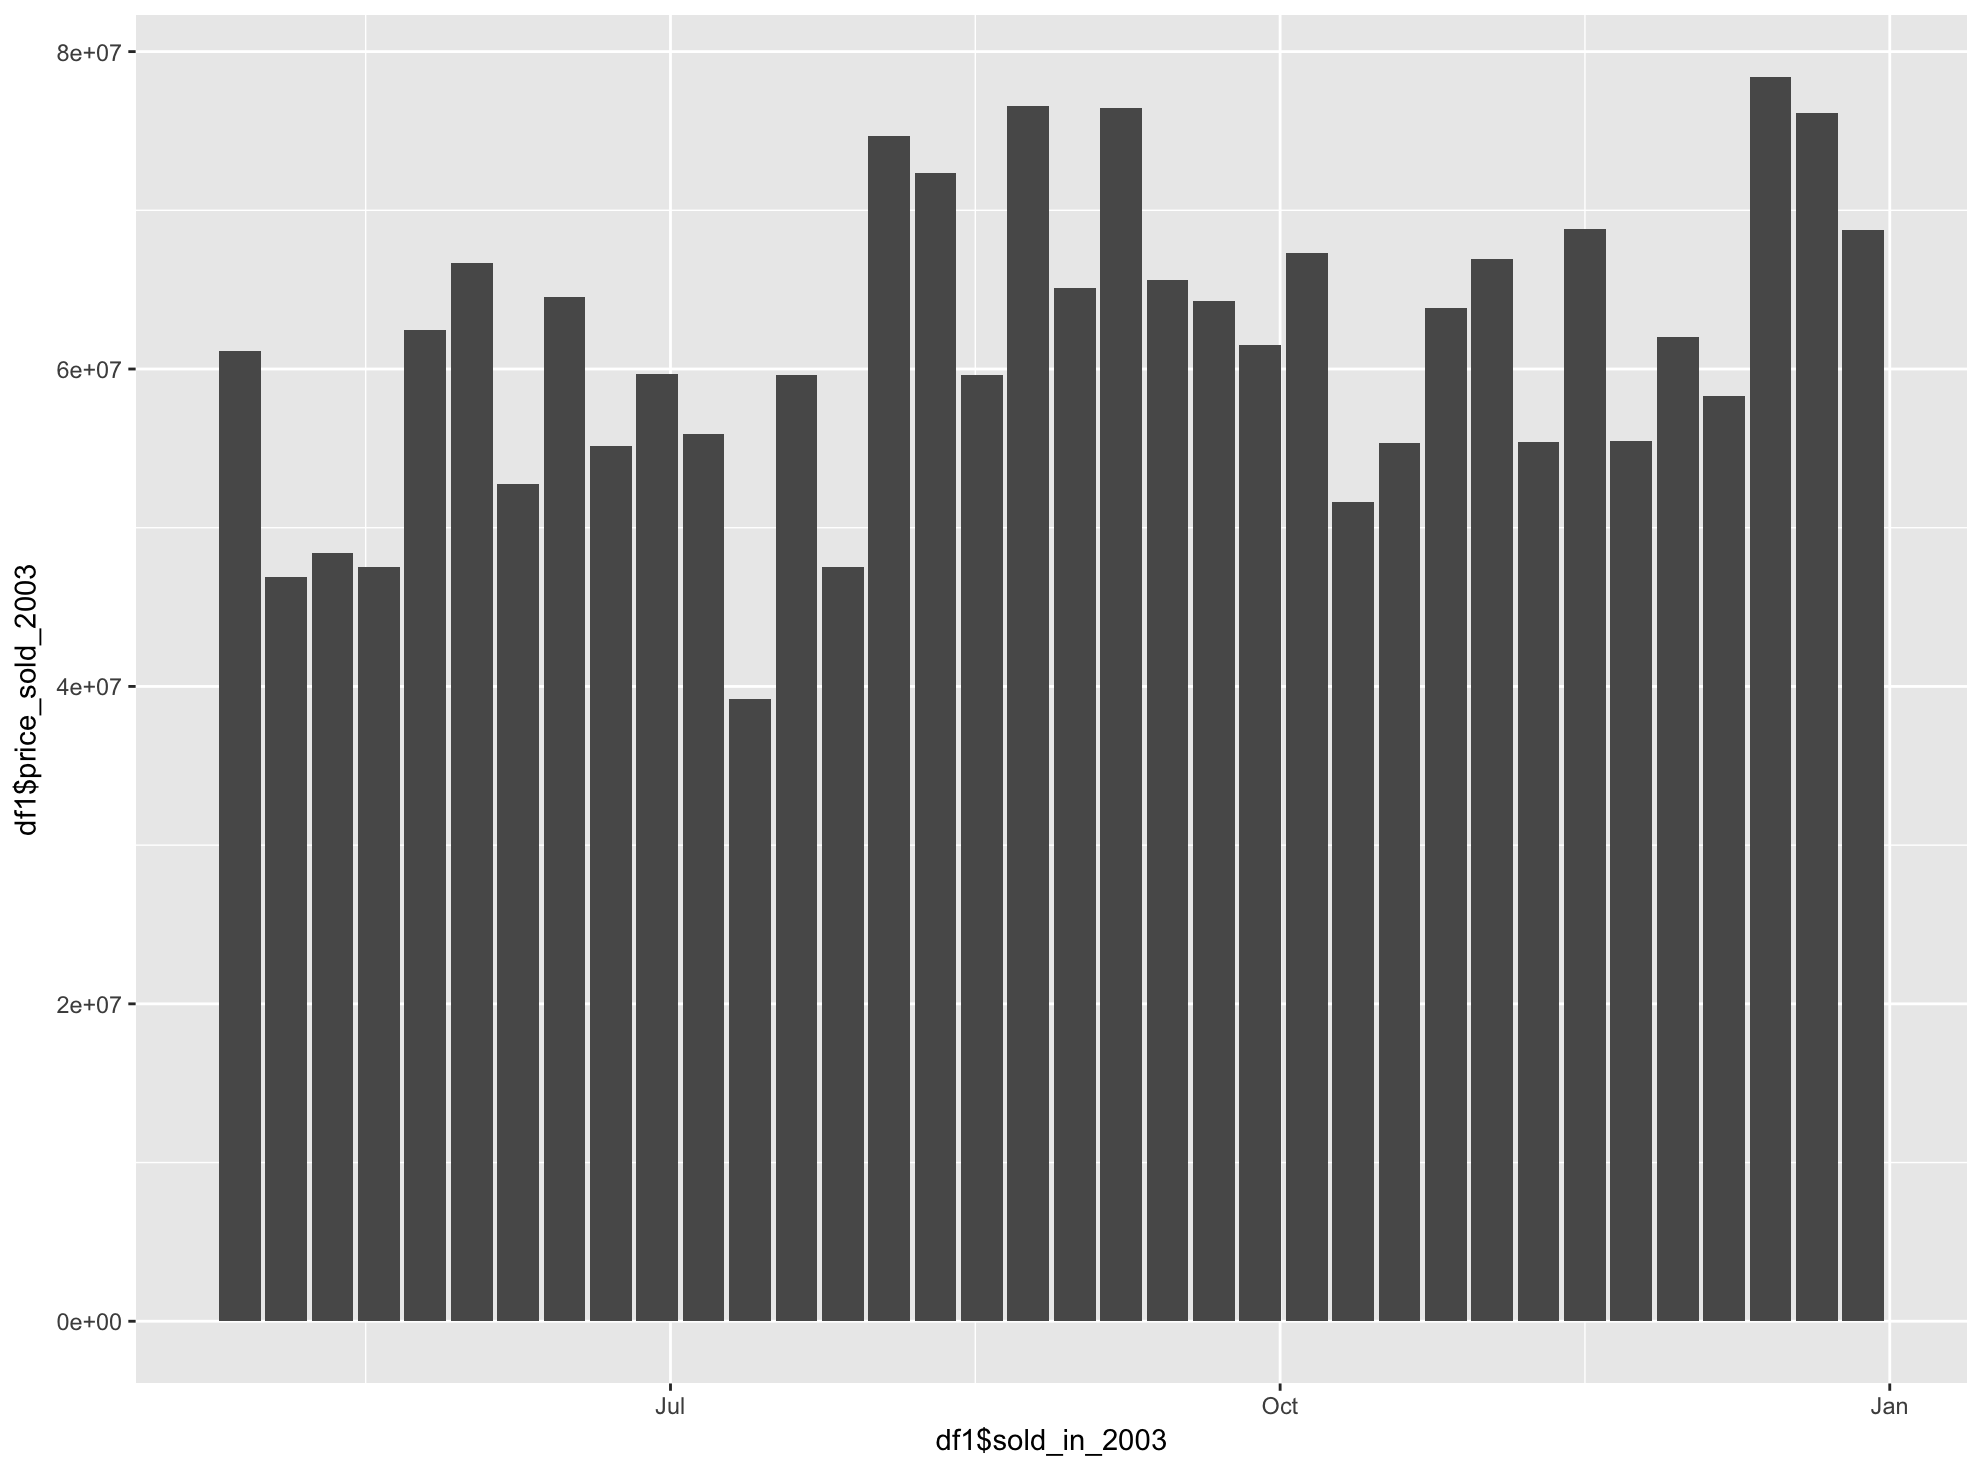 8e+07
6e+07
4e+07
2e+07
0e+00
df1$price_sold_2003
Jul
Oct
Jan
df1$sold_in_2003